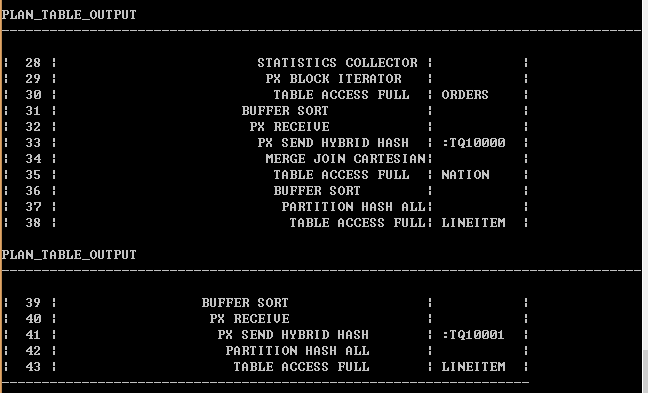 PLAN_TABLE_OUTPUT
--------------------------------------------------------------------------------
|  28 |                         STATISTICS COLLECTOR |           |
|  29 |                          PX BLOCK ITERATOR   |           |
|  30 |                           TABLE ACCESS FULL  | ORDERS    |
|  31 |                       BUFFER SORT            |           |
|  32 |                        PX RECEIVE            |           |
|  33 |                         PX SEND HYBRID HASH  | :TQ10000  |
|  34 |                          MERGE JOIN CARTESIAN|           |
|  35 |                           TABLE ACCESS FULL  | NATION    |
|  36 |                           BUFFER SORT        |           |
|  37 |                            PARTITION HASH ALL|           |
|  38 |                             TABLE ACCESS FULL| LINEITEM  |
PLAN_TABLE_OUTPUT
--------------------------------------------------------------------------------
|  39 |                  BUFFER SORT                 |           |
|  40 |                   PX RECEIVE                 |           |
|  41 |                    PX SEND HYBRID HASH       | :TQ10001  |
|  42 |                     PARTITION HASH ALL       |           |
|  43 |                      TABLE ACCESS FULL       | LINEITEM  |
------------------------------------------------------------------